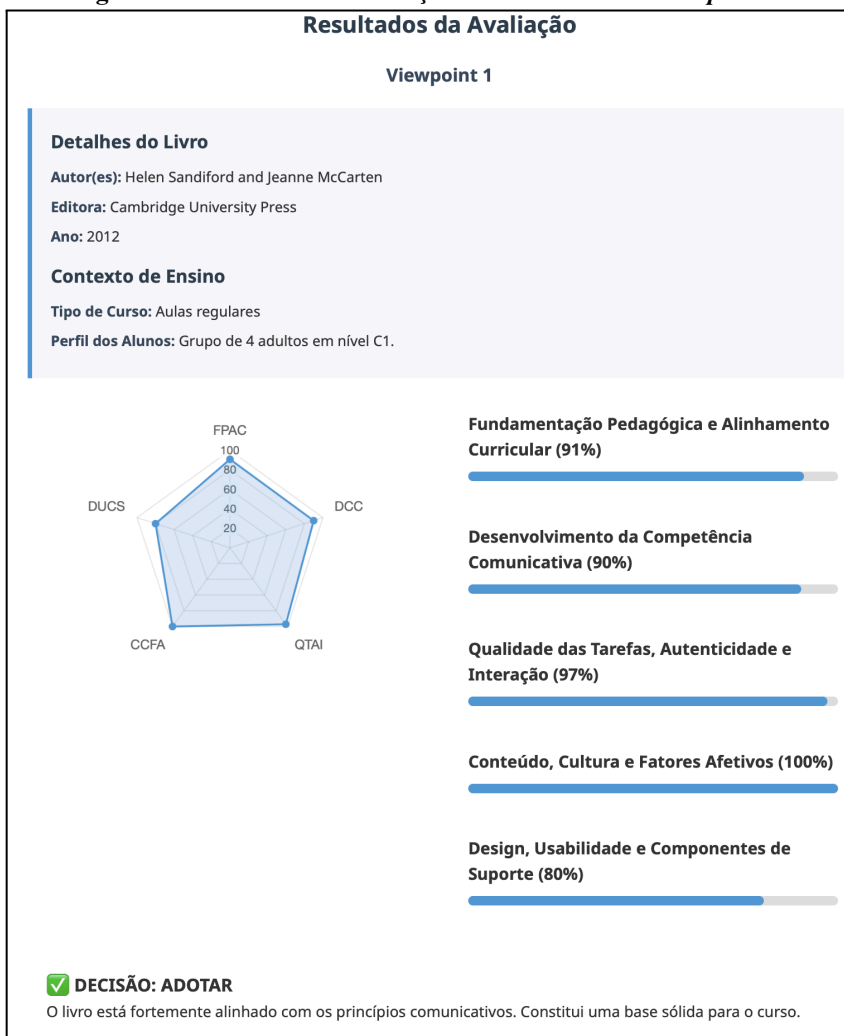 Resultados da Avaliação
Viewpoint 1
Detalhes do Livro
Autor(es): Helen Sandiford and Jeanne McCarten
Editora: Cambridge University Press
Ano: 2012
Contexto de Ensino
Tipo de Curso: Aulas regulares
Perfil dos Alunos: Grupo de 4 adultos em nível C1.
FPAC
100
80
60
40
20
DUCS
DCC
CCFA
QTAI
Fundamentação Pedagógica e Alinhamento
Curricular (91%)
Desenvolvimento da Competência
Comunicativa (90%)
Qualidade das Tarefas, Autenticidade e
Interação (97%)
Conteúdo, Cultura e Fatores Afetivos (100%)
Design, Usabilidade e Componentes de
Suporte (80%)
✅ DECISÃO: ADOTAR
O livro está fortemente alinhado com os princípios comunicativos. Constitui uma base sólida para o curso.